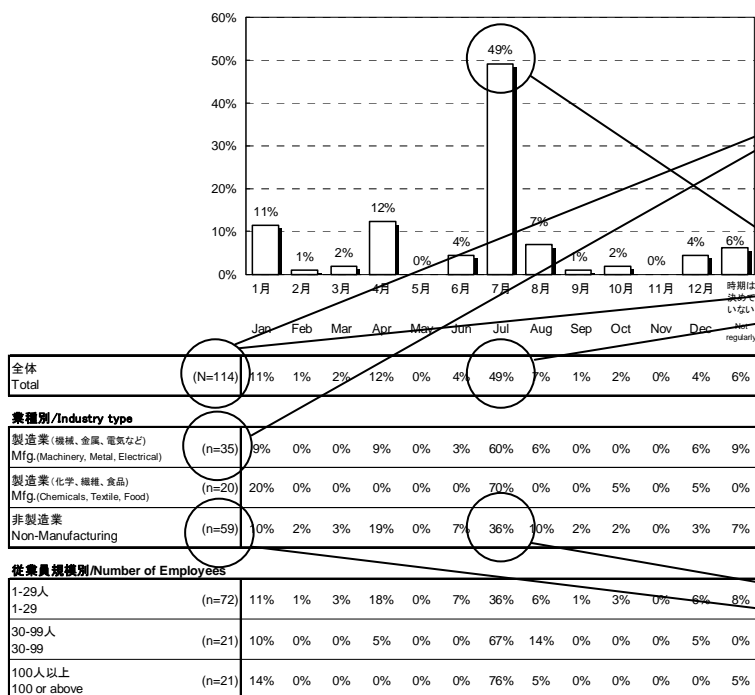 60%
50%
40%
30%
20%
10%
0%
11%
1%
2%
12%
0%
4%
49%
7%
1%
2%
0%
4%
6%
1月 2月 3月 4月 5月 6月 7月 8月 9月 10月 11月 12月 時期は
決めて
いない
Jan Feb Mar Apr May Jun Jul Aug Sep Oct Nov Dec Not
regularly
全体
Total (N=114) 11% 1% 2% 12% 0% 4% 49% 7% 1% 2% 0% 4% 6%
業種別/Industry type
製造業(機械、金属、電気など)
Mfg.(Machinery, Metal, Electrical) (n=35) 9% 0% 0% 9% 0% 3% 60% 6% 0% 0% 0% 6% 9%
製造業(化学、繊維、食品)
Mfg.(Chemicals, Textile, Food) (n=20) 20% 0% 0% 0% 0% 0% 70% 0% 0% 5% 0% 5% 0%
非製造業
Non-Manufacturing (n=59) 10% 2% 3% 19% 0% 7% 36% 10% 2% 2% 0% 3% 7%
従業員規模別/Number of Employees
1-29人
1-29 (n=72) 11% 1% 3% 18% 0% 7% 36% 6% 1% 3% 0% 6% 8%
30-99人
30-99 (n=21) 10% 0% 0% 5% 0% 0% 67% 14% 0% 0% 0% 5% 0%
100人以上
100 or above (n=21) 14% 0% 0% 0% 0% 0% 76% 5% 0% 0% 0% 0% 5%